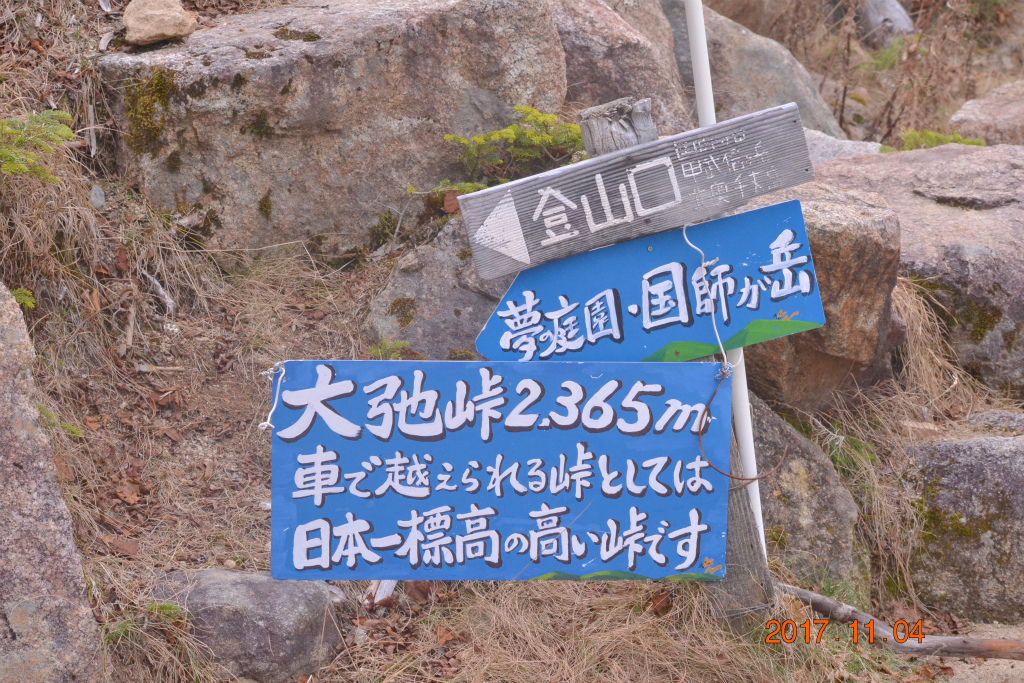 登山口
夢の庭園・国師が岳
大弛峠2.365m
車で越えられる峠としては
日本一標高の高い峠です
2017 11 04